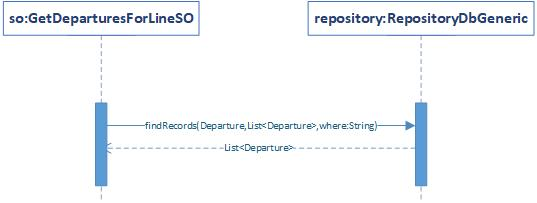 so:GetDeparturesForLineSO
repository:RepositoryDbGeneric
findRecords(Departure,List<Departure>,where:String)
List<Departure>